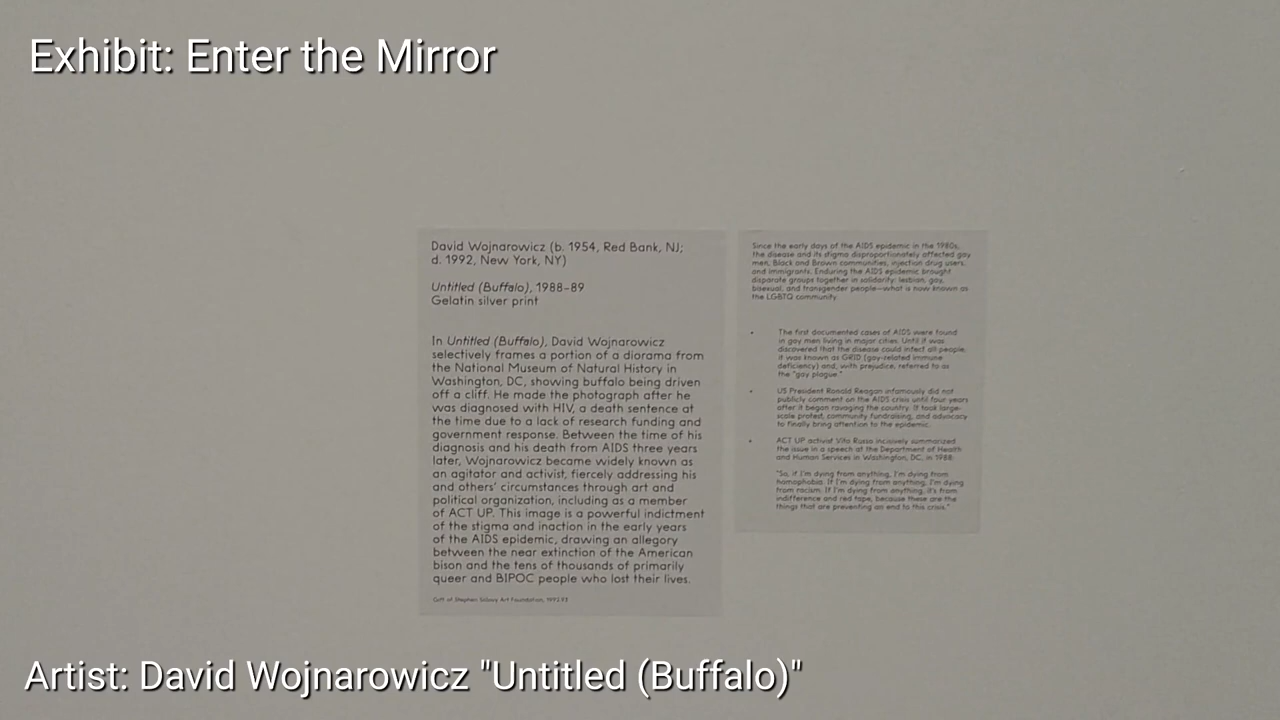 Exhibit: Enter the Mirror
David Wojnarowicz (b. 1954, Red Bank, NJ;
d. 1992, New York, NY)
Untitled (Buffalo), 1988–89
Gelatin silver print
In Untitled (Buffalo), David Wojnarowicz
selectively frames a portion of a diorama from
the National Museum of Natural History in
Washington, DC, showing buffalo being driven
off a cliff. He made the photograph after he
was diagnosed with HIV, a death sentence at
the time due to a lack of research funding and
government response. Between the time of his
diagnosis and his death from AIDS three years
later, Wojnarowicz became widely known as
an agitator and activist, fiercely addressing his
and others' circumstances through art and
political organization, including as a member
of ACT UP. This image is a powerful indictment
of the stigma and inaction in the early years
of the AIDS epidemic, drawing an allegory
between the near extinction of the American
bison and the tens of thousands of primarily
queer and BIPOC people who lost their lives.
Gift of Stephen Art Foundation,
Since the early days of the AIDS epidemic in the 1980s,
the disease and its stigma disproportionately affected gay
men, Black and Brown communities, injection drug users,
and immigrants. Enduring the AIDS epidemic brought
disparate groups together in solidarity: lesbian, gay,
bisexual, and transgender people—what is now known as
the LGBTQ community.
• The first documented cases of AIDS were found
in gay men living in major cities. Until it was
discovered that the disease could infect all people,
it was known as GRID (gay-related immune
deficiency) and, with prejudice, referred to as
the "gay plague."
• US President Ronald Reagan infamously did not
publicly comment on the AIDS crisis until four years
after it began ravaging the country. It took large-
scale protest, community fundraising, and advocacy
to finally bring attention to the epidemic.
• ACT UP activist Vito Russo incisively summarized
the issue in a speech at the Department of Health
and Human Services in Washington, DC, in 1988:
"So, if I'm dying from anything, I'm dying from
homophobia. If I'm dying from anything, I'm dying
from racism. If I'm dying from anything, it's from
indifference and red tape, because these are the
things that are preventing an end to this crisis."
Artist: David Wojnarowicz "Untitled (Buffalo)"